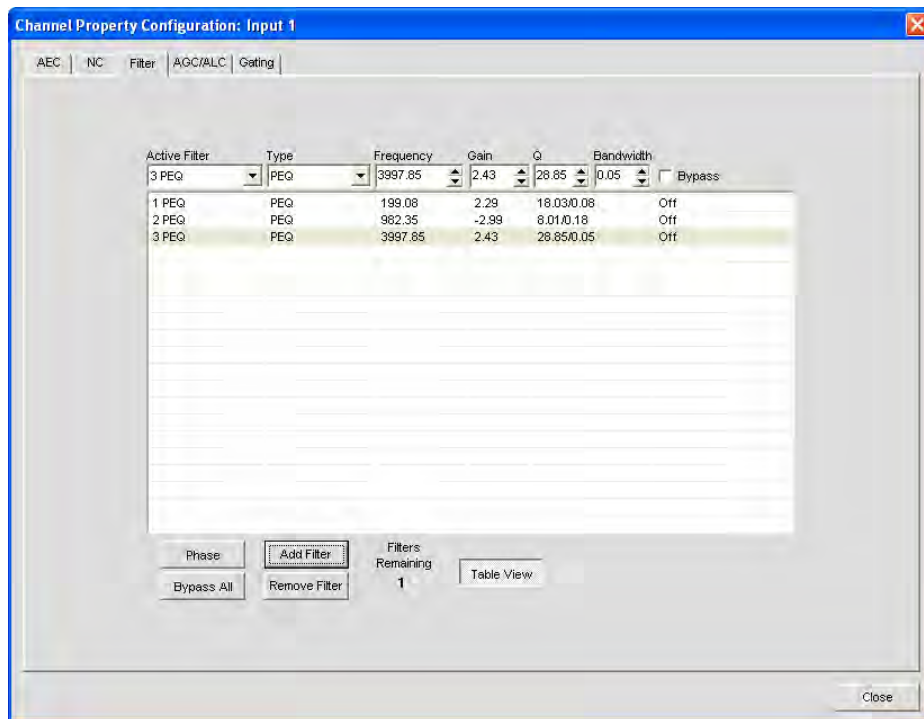 Channel Property Configuration: Input 1
AEC NC Filter AGC/ALC Gating
Active Filter Type Frequency Gain Q Bandwidth
3 PEQ PEQ 3997.85 2.43 28.85 0.05 Bypass
1 PEQ PEQ 199.08 2.29 18.03/0.08 Off
2 PEQ PEQ 982.35 -2.99 8.01/0.18 Off
3 PEQ PEQ 3997.85 2.43 28.85/0.05 Off
Phase Add Filter Filters
Remaining
Bypass All Remove Filter 1 Table View
Close